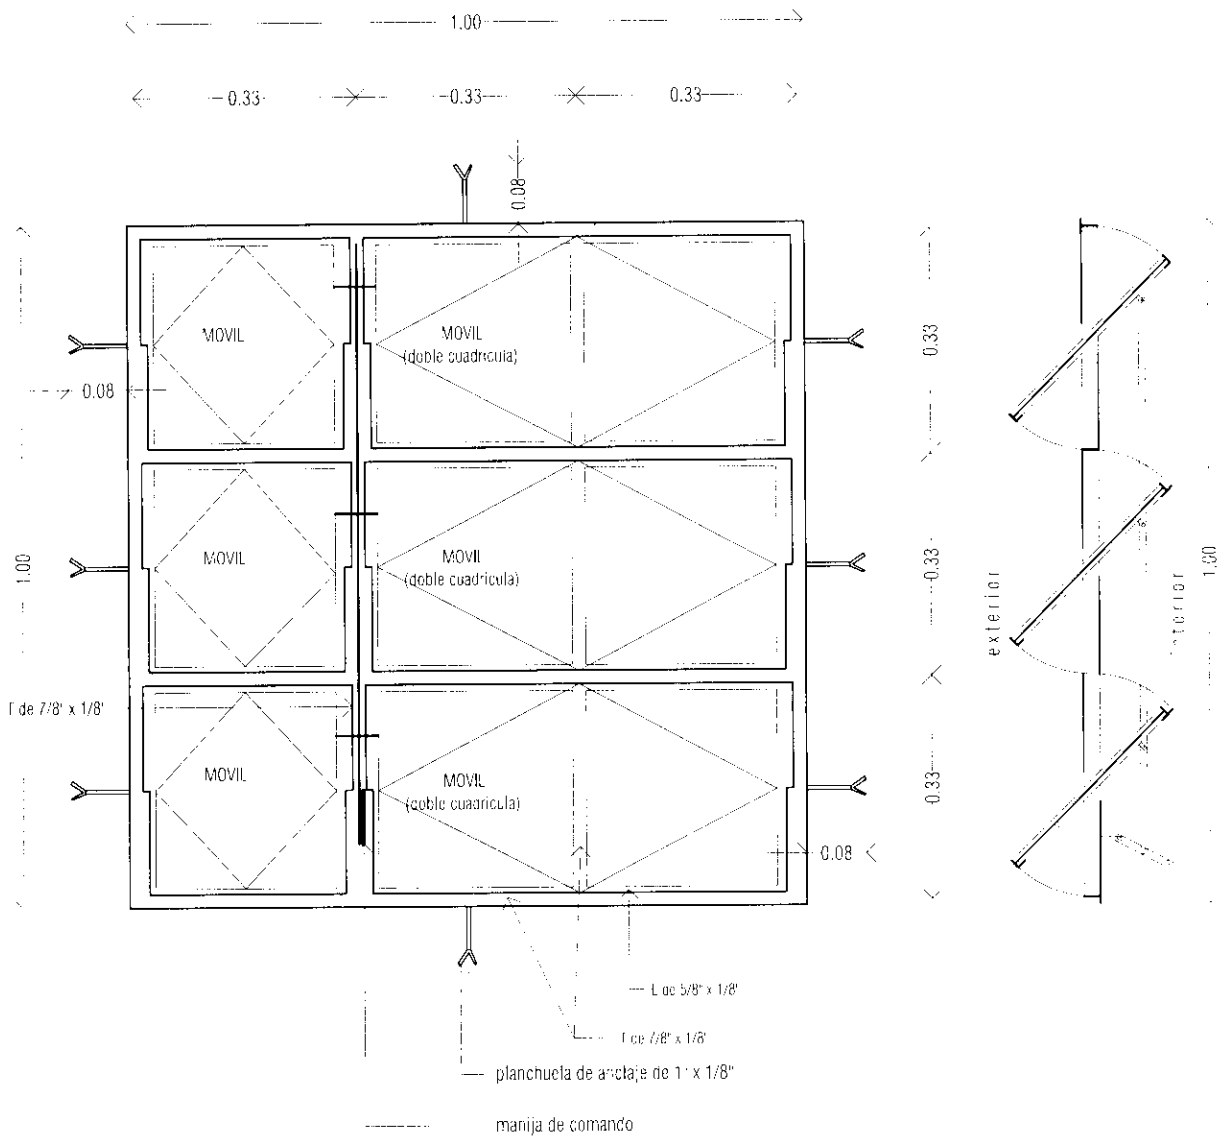 1.00
0.33
0.33
0.33
0.08
MOVIL
MOVIL
(doble cuadricula)
0.33
0.08
MOVIL
MOVIL
(doble cuadricula)
1.00
0.33
exterior
1.00
T de 7/8" x 1/8"
MOVIL
MOVIL
(doble cuadricula)
0.33
0.08
L de 5/8" x 1/8"
T de 7/8" x 1/8"
planchuela de anclaje de 1" x 1/8"
manija de comando